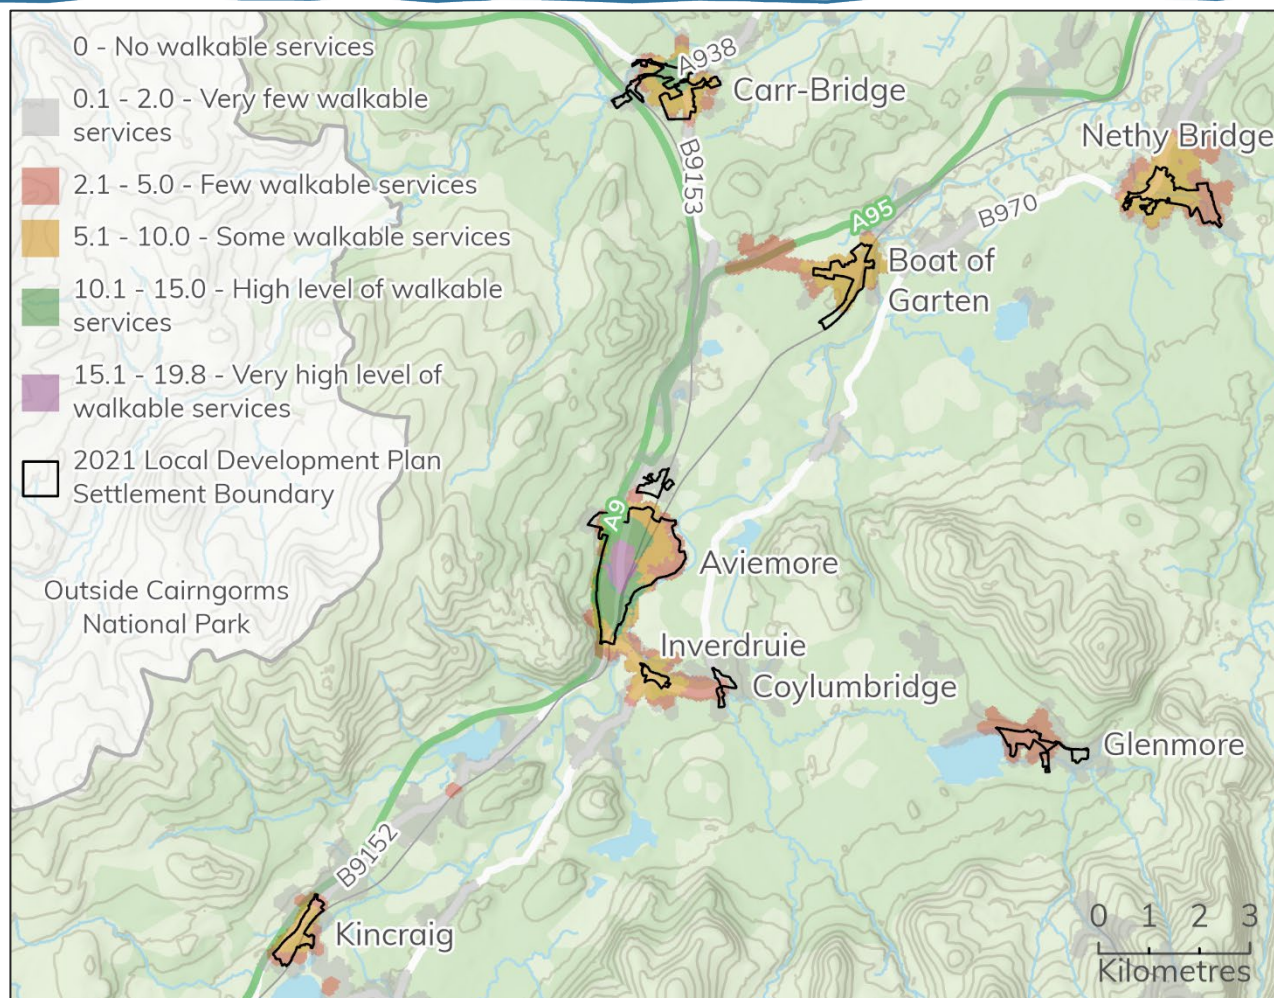 0 - No walkable services
0.1 - 2.0 - Very few walkable
services
2.1 - 5.0 - Few walkable services
5.1 - 10.0 - Some walkable services
10.1 - 15.0 - High level of walkable
services
15.1 - 19.8 - Very high level of
walkable services
2021 Local Development Plan
Settlement Boundary
Outside Cairngorms
National Park
A938
Carr-Bridge
B9153
Nethy Bridge
A95
B970
Boat of
Garten
A9
Aviemore
Inverdruie
Coylumbridge
Glenmore
B9152
Kincraig
0 1 2 3
Kilometres